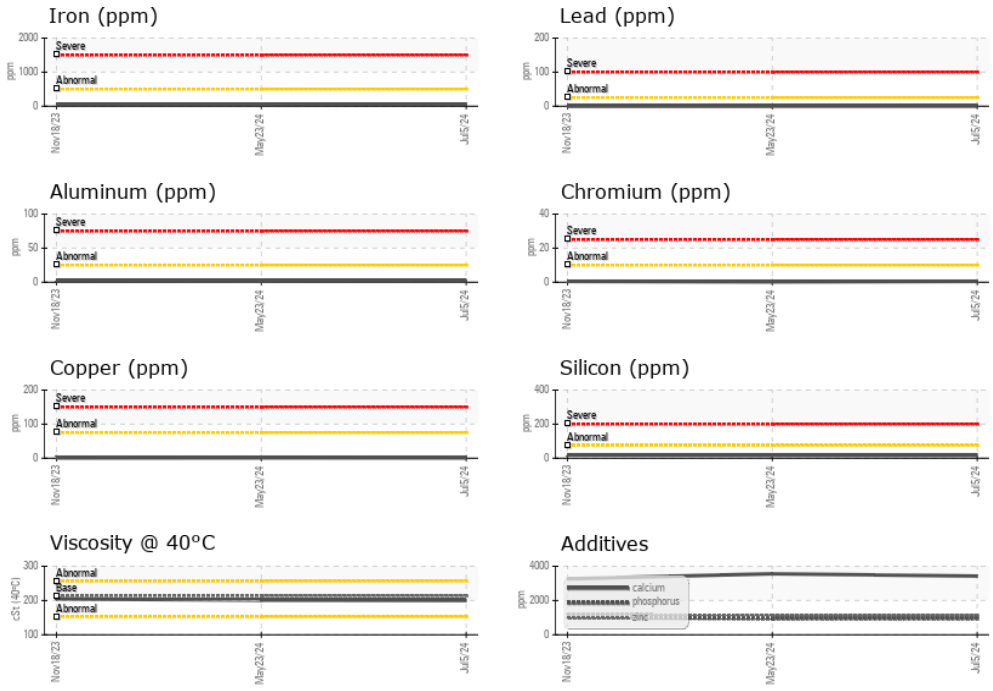 Iron (ppm)
2000
1000
0
ppm
Severe
Abnormal
Nov18/23
May23/24
Jul5/24
Lead (ppm)
200
100
0
ppm
Severe
Abnormal
Nov18/23
May23/24
Jul5/24
Aluminum (ppm)
100
50
0
ppm
Severe
Abnormal
Nov18/23
May23/24
Jul5/24
Chromium (ppm)
40
20
0
ppm
Severe
Abnormal
Nov18/23
May23/24
Jul5/24
Copper (ppm)
200
100
0
ppm
Severe
Abnormal
Nov18/23
May23/24
Jul5/24
Silicon (ppm)
400
200
0
ppm
Severe
Abnormal
Nov18/23
May23/24
Jul5/24
Viscosity @ 40°C
300
200
100
cSt (40°C)
Abnormal
Base
Abnormal
Nov18/23
May23/24
Jul5/24
Additives
4000
2000
0
ppm
calcium
phosphorus
zinc
Nov18/23
May23/24
Jul5/24